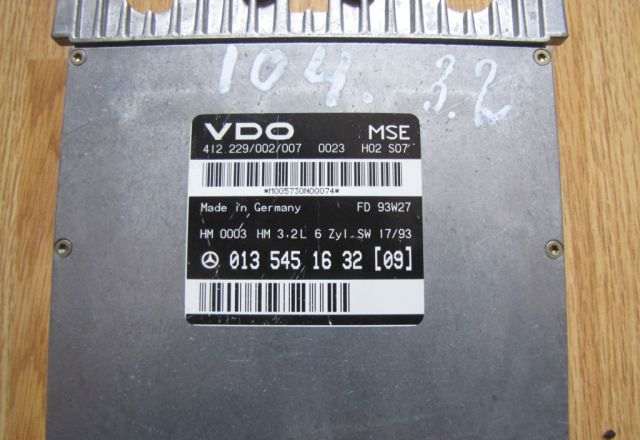 104. 3.2
VDO MSE
412.229/002/007 0023 H02 S07
*M005730N00074*
Made in Germany FD 93W27
HM 0003 HM 3.2L 6 Zyl.SW 17/93
013 545 16 32 [09]